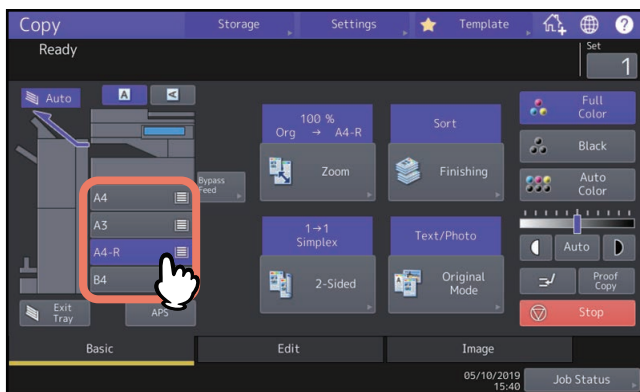 Copy
Storage
Settings
Template
?
Ready
Set
1
Auto
A
A
100 %
Org → A4-R
Zoom
Sort
Finishing
Full
Color
Black
Auto
Color
Bypass
Feed
A4
A3
A4-R
B4
1→1
Simplex
2-Sided
Text/Photo
Original
Mode
Auto
Proof
Copy
Exit
Tray
APS
Stop
Basic
Edit
Image
05/10/2019
15:40
Job Status